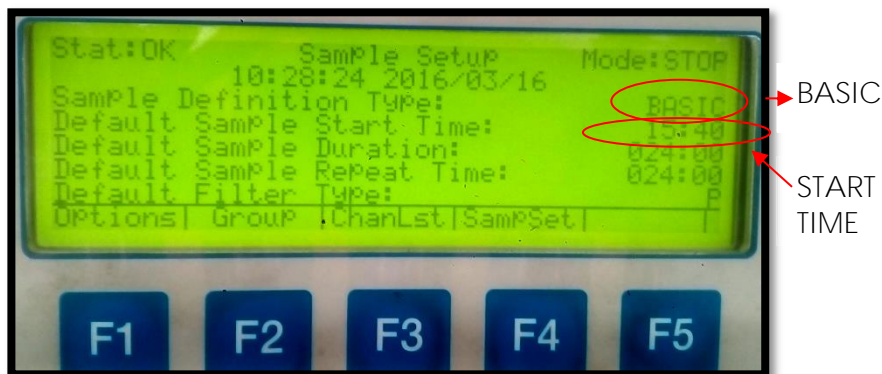 Stat:OK Sample Setup Mode:STOP
10:28:24 2016/03/16
Sample Definition Type: BASIC
Default Sample Start Time: 15:40
Default Sample Duration: 024:00
Default Sample Repeat Time: 024:00
Default Filter Type: P
Options| Group |ChanLst|SampSet| |
F1 F2 F3 F4 F5
BASIC
START
TIME